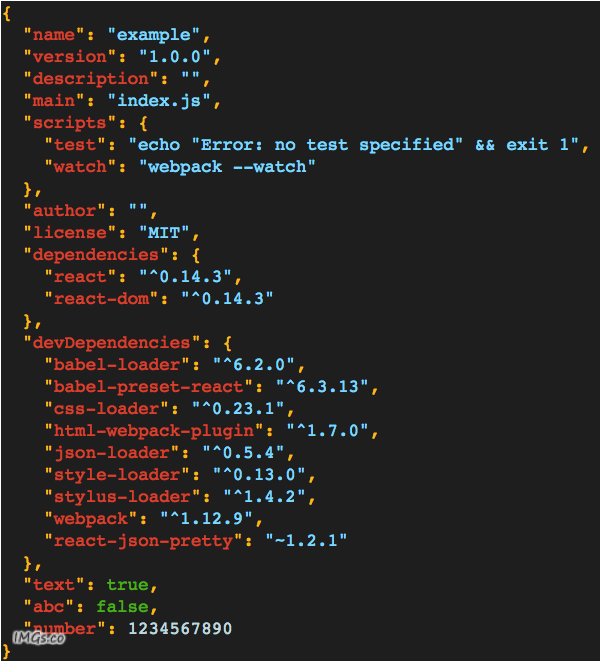 {
  "name": "example",
  "version": "1.0.0",
  "description": "",
  "main": "index.js",
  "scripts": {
    "test": "echo "Error: no test specified" && exit 1",
    "watch": "webpack --watch"
  },
  "author": "",
  "license": "MIT",
  "dependencies": {
    "react": "^0.14.3",
    "react-dom": "^0.14.3"
  },
  "devDependencies": {
    "babel-loader": "^6.2.0",
    "babel-preset-react": "^6.3.13",
    "css-loader": "^0.23.1",
    "html-webpack-plugin": "^1.7.0",
    "json-loader": "^0.5.4",
    "style-loader": "^0.13.0",
    "stylus-loader": "^1.4.2",
    "webpack": "^1.12.9",
    "react-json-pretty": "~1.2.1"
  },
  "text": true,
  "abc": false,
  "number": 1234567890
IMGs.co
}